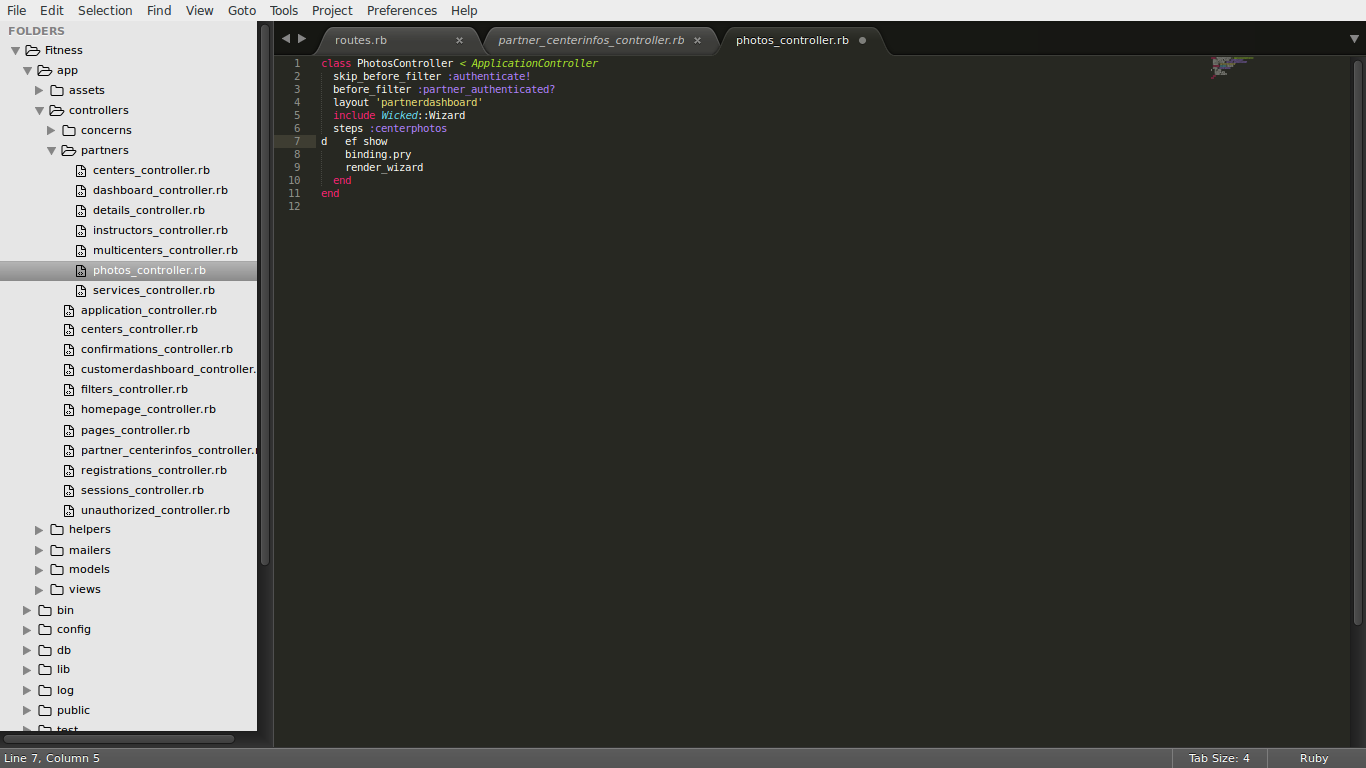 File Edit Selection Find View Goto Tools Project Preferences Help
FOLDERS
Fitness
app
assets
controllers
concerns
partners
centers_controller.rb
dashboard_controller.rb
details_controller.rb
instructors_controller.rb
multicenters_controller.rb
photos_controller.rb
services_controller.rb
application_controller.rb
centers_controller.rb
confirmations_controller.rb
customerdashboard_controller.
filters_controller.rb
homepage_controller.rb
pages_controller.rb
partner_centerinfos_controller.r
registrations_controller.rb
sessions_controller.rb
unauthorized_controller.rb
helpers
mailers
models
views
bin
config
db
lib
log
public
test
routes.rb × partner_centerinfos_controller.rb × photos_controller.rb
1 class PhotosController < ApplicationController
2 skip_before_filter :authenticate!
3 before_filter :partner_authenticated?
4 layout 'partnerdashboard'
5 include Wicked::Wizard
6 steps :centerphotos
7 d   ef show
8 binding.pry
9 render_wizard
10 end
11 end
12
Line 7, Column 5 Tab Size: 4 Ruby